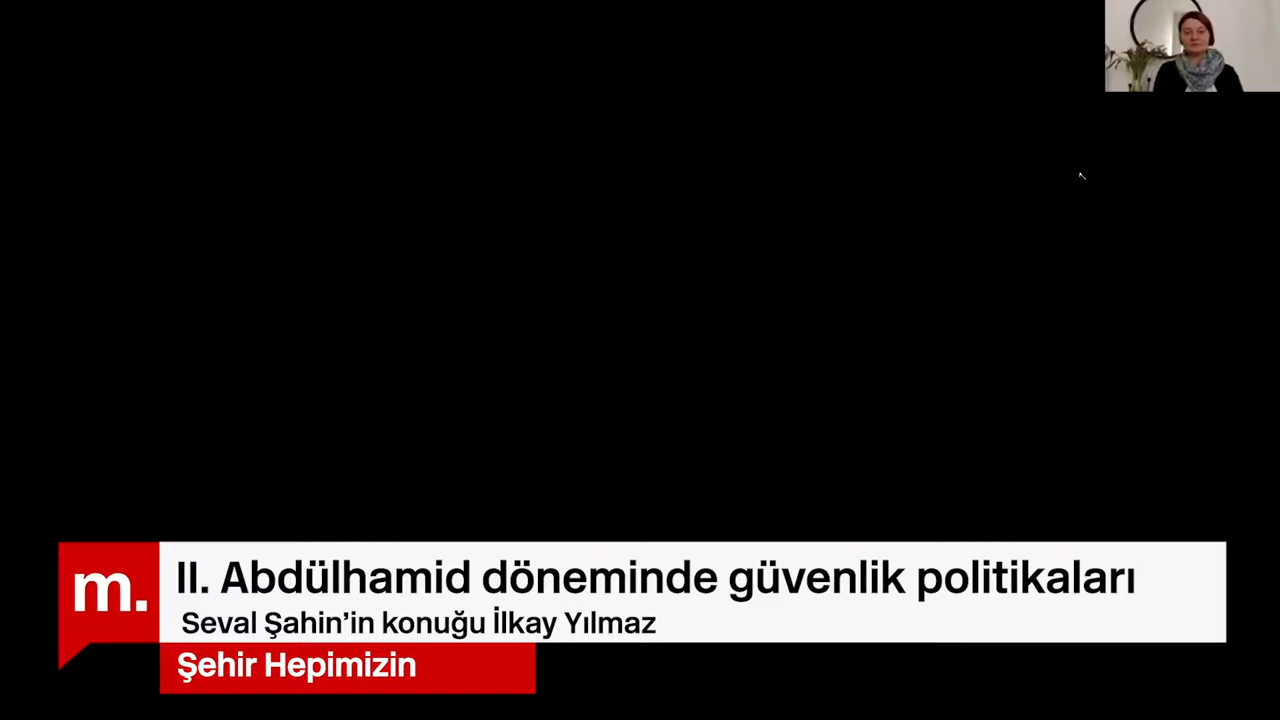 m.
II. Abdülhamid döneminde güvenlik politikaları
Seval Şahin’in konuğu İlkay Yılmaz
Şehir Hepimizin